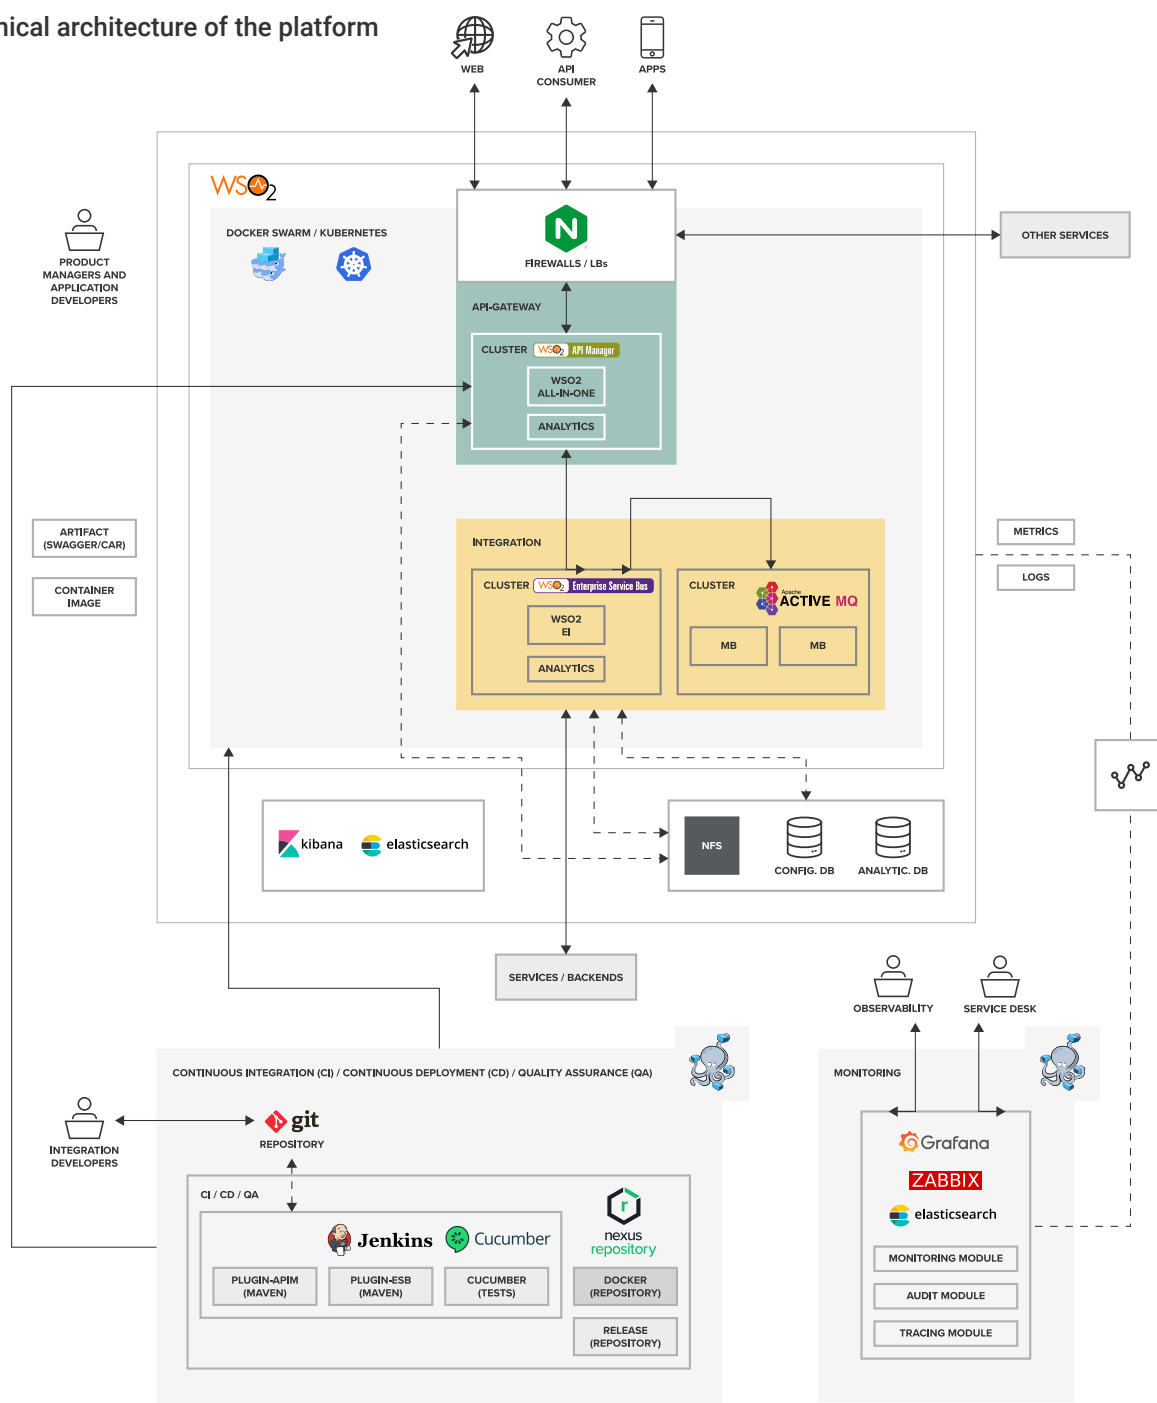 nical architecture of the platform
WEB
API
CONSUMER
APPS
WSO2
DOCKER SWARM / KUBERNETES
N
FIREWALLS / LBs
OTHER SERVICES
PRODUCT
MANAGERS AND
APPLICATION
DEVELOPERS
API-GATEWAY
CLUSTER
WSO2 API Manager
WSO2
ALL-IN-ONE
ANALYTICS
ARTIFACT
(SWAGGER/CAR)
CONTAINER
IMAGE
METRICS
LOGS
INTEGRATION
CLUSTER
WSO2 Enterprise Service Bus
WSO2
EI
ANALYTICS
CLUSTER
Apache
ACTIVE MQ
MB
MB
kibana
elasticsearch
NFS
CONFIG. DB
ANALYTIC. DB
SERVICES / BACKENDS
OBSERVABILITY
SERVICE DESK
CONTINUOUS INTEGRATION (CI) / CONTINUOUS DEPLOYMENT (CD) / QUALITY ASSURANCE (QA)
INTEGRATION
DEVELOPERS
git
REPOSITORY
CI / CD / QA
Jenkins
Cucumber
r
nexus
repository
PLUGIN-APIM
(MAVEN)
PLUGIN-ESB
(MAVEN)
CUCUMBER
(TESTS)
DOCKER
(REPOSITORY)
RELEASE
(REPOSITORY)
MONITORING
Grafana
ZABBIX
elasticsearch
MONITORING MODULE
AUDIT MODULE
TRACING MODULE